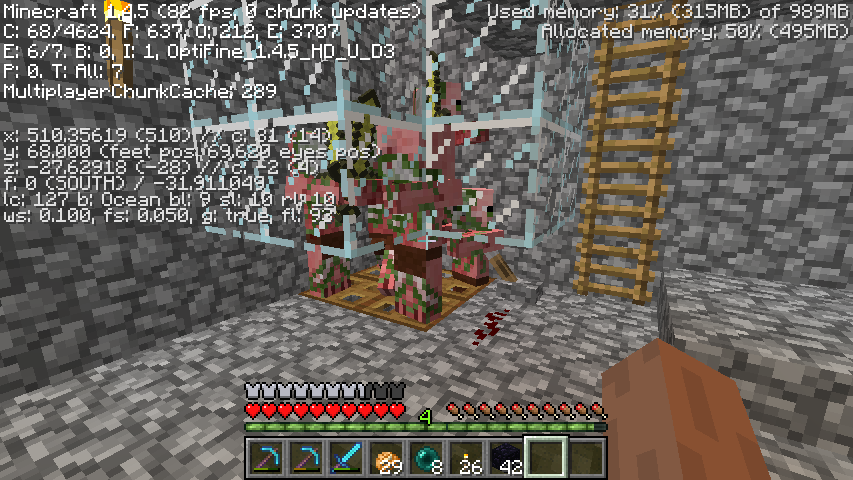 Minecraft 1.4.5 (82 fps, 0 chunk updates)
C: 68/4624, F: 637, O: 212, E: 3707
E: 6/7, B: 0, I: 1, OptiFine_1.4.5_HD_U_D3
P: 0, T: All: 7
MultiplayerChunkCache: 289
x: 510.35619 (510) // c: 31 (14)
y: 68.000 (feet pos, 69.620 eyes pos)
z: -27.62918 (-28) // c: -2 (4)
f: 0 (SOUTH) / -31.911049
lc: 127 b: Ocean bl: 9 sl: 10 rl: 10
ws: 0.100, fs: 0.050, g: true, fl: 93
Used memory: 31% (315MB) of 989MB
Allocated memory: 50% (495MB)
4
29 8 26 42